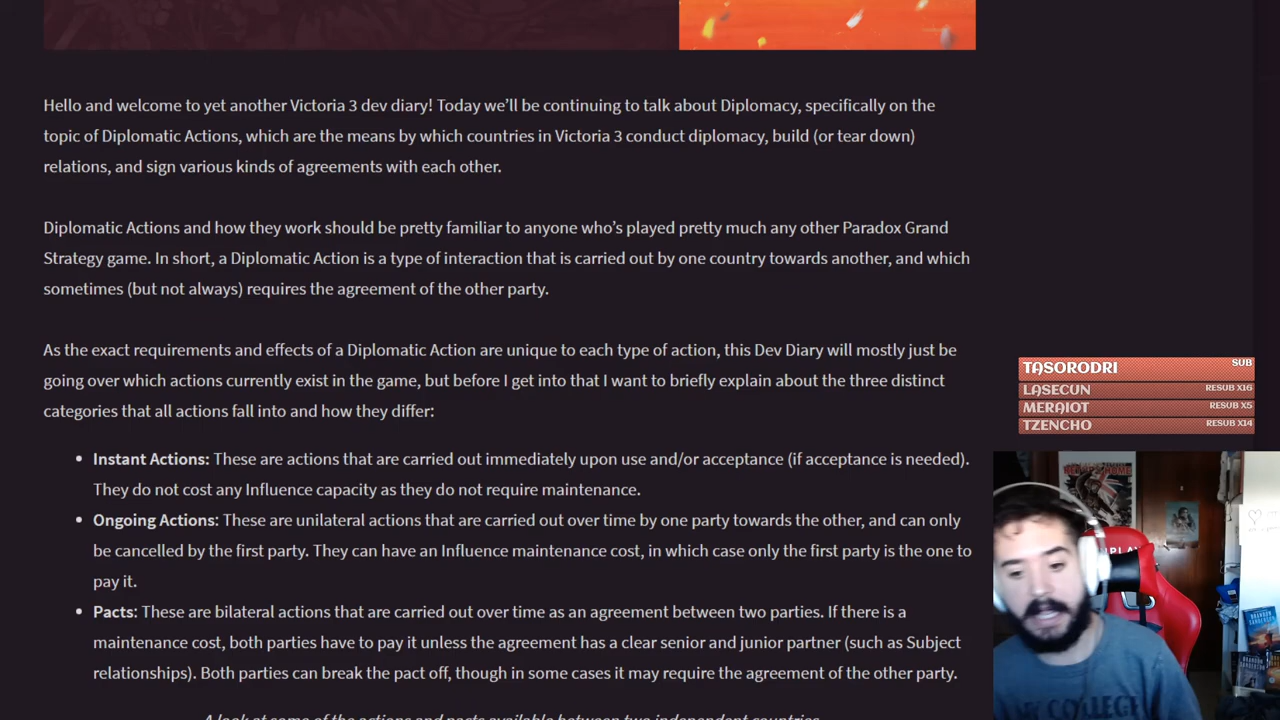 Hello and welcome to yet another Victoria 3 dev diary! Today we’ll be continuing to talk about Diplomacy, specifically on the
topic of Diplomatic Actions, which are the means by which countries in Victoria 3 conduct diplomacy, build (or tear down)
relations, and sign various kinds of agreements with each other.
Diplomatic Actions and how they work should be pretty familiar to anyone who’s played pretty much any other Paradox Grand
Strategy game. In short, a Diplomatic Action is a type of interaction that is carried out by one country towards another, and which
sometimes (but not always) requires the agreement of the other party.
As the exact requirements and effects of a Diplomatic Action are unique to each type of action, this Dev Diary will mostly just be
going over which actions currently exist in the game, but before I get into that I want to briefly explain about the three distinct
categories that all actions fall into and how they differ:
• Instant Actions: These are actions that are carried out immediately upon use and/or acceptance (if acceptance is needed).
They do not cost any Influence capacity as they do not require maintenance.
• Ongoing Actions: These are unilateral actions that are carried out over time by one party towards the other, and can only
be cancelled by the first party. They can have an Influence maintenance cost, in which case only the first party is the one to
pay it.
• Pacts: These are bilateral actions that are carried out over time as an agreement between two parties. If there is a
maintenance cost, both parties have to pay it unless the agreement has a clear senior and junior partner (such as Subject
relationships). Both parties can break the pact off, though in some cases it may require the agreement of the other party.
A look at some of the actions and pacts available between two independent countries
TASORODRI SUB
LASECUN RESUB X16
MERAIOT RESUB X5
TZENCHO RESUB X14